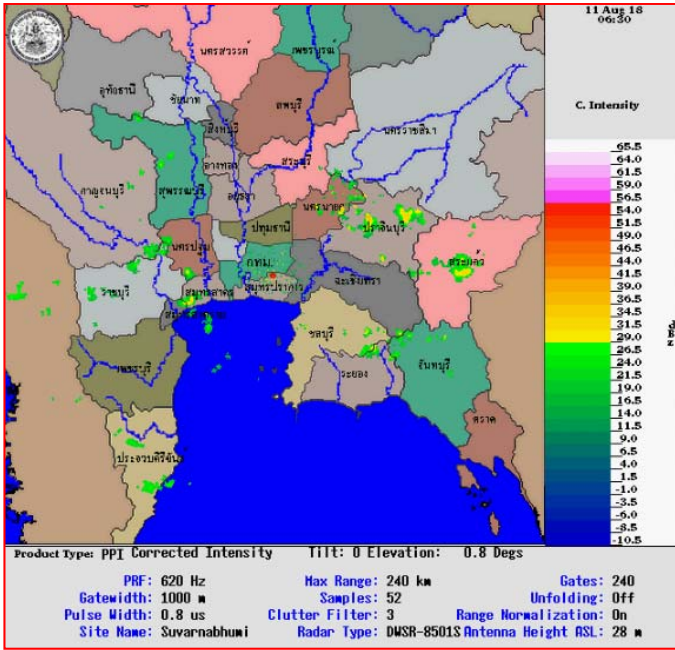 11 Aug 18
06:30
C. Intensity
นครสวรรค์
เพชรบูรณ์
อุทัยธานี
ชัยนาท
ลพบุรี
สิงห์บุรี
นครราชสีมา
อ่างทอง
สระบุรี
กาญจนบุรี
สุพรรณบุรี
อยุธยา
นครนายก
ปราจีนบุรี
ปทุมธานี
นครปฐม
กทม.
สระแก้ว
ฉะเชิงเทรา
สมุทรปราการ
ราชบุรี
สมุทรสาคร
ชลบุรี
เพชรบุรี
ระยอง
จันทบุรี
ตราด
ประจวบคีรีขันธ์
65.5
64.0
61.5
59.0
56.5
54.0
51.5
49.0
46.5
44.0
41.5
39.0
36.5
34.0
31.5
29.0
26.5
24.0
21.5
19.0
16.5
14.0
11.5
9.0
6.5
4.0
1.5
-1.0
-3.5
-6.0
-8.5
-10.5
Product Type: PPI Corrected Intensity Tilt: 0 Elevation: 0.8 Degs
PRF: 620 Hz Max Range: 240 km Gates: 240
Gatewidth: 1000 m Samples: 52 Unfolding: Off
Pulse Width: 0.8 us Clutter Filter: 3 Range Normalization: On
Site Name: Suvarnabhumi Radar Type: DWSR-8501S Antenna Height ASL: 28 m